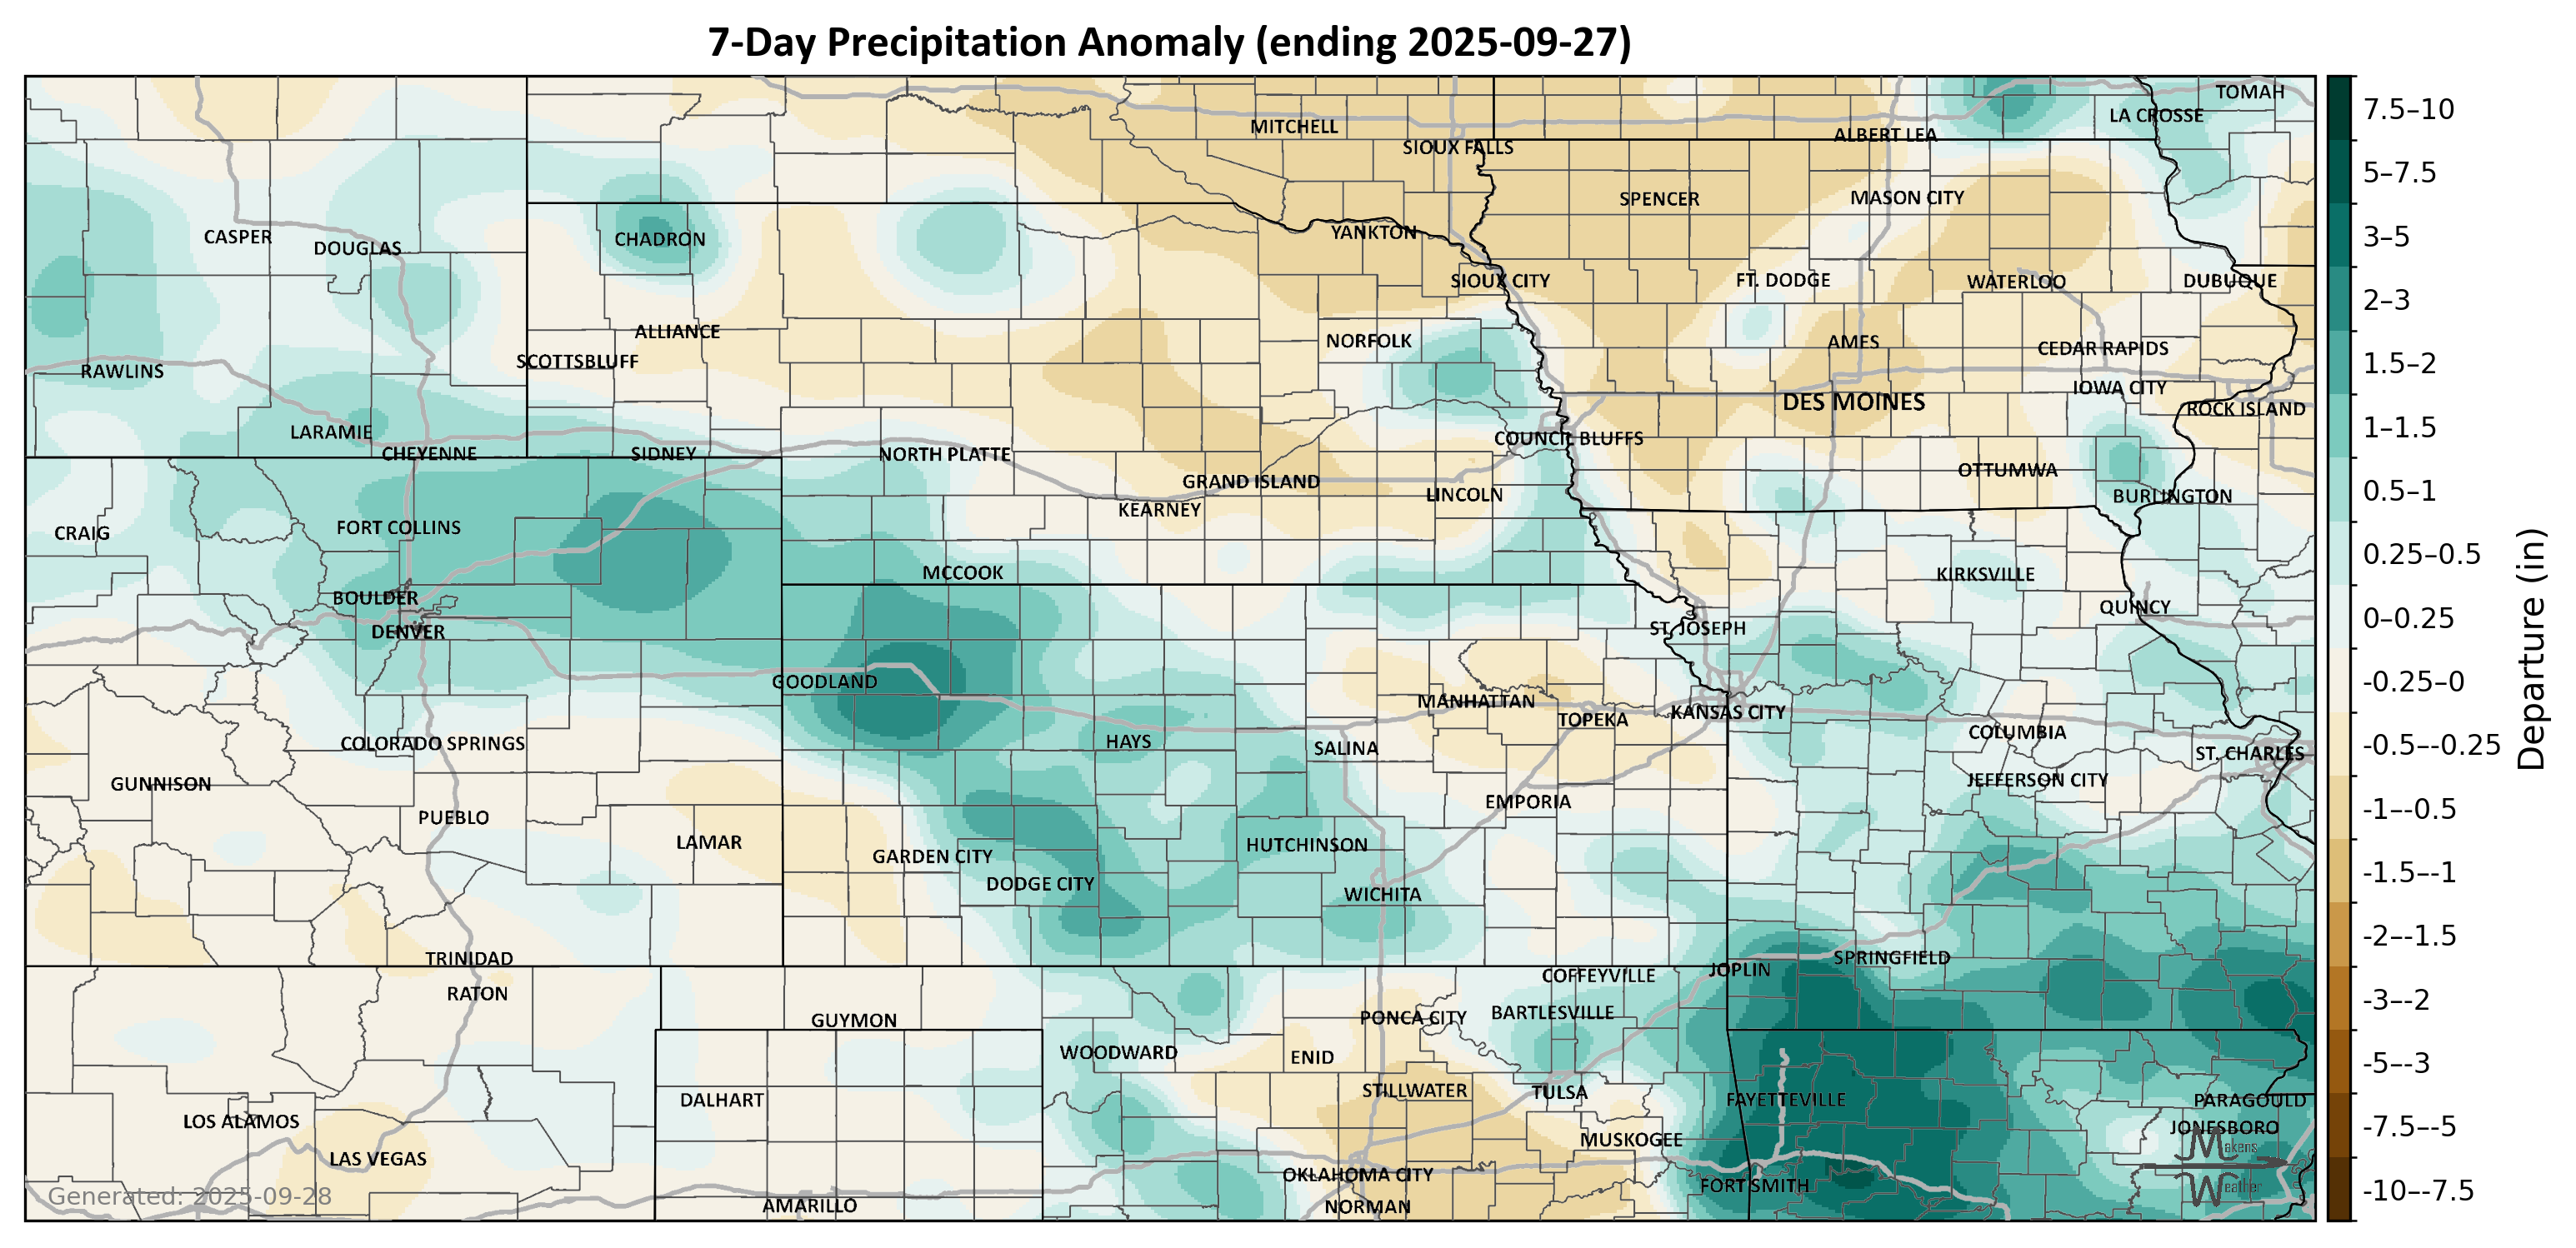 7-Day Precipitation Anomaly (ending 2025-09-27)
TOMAH
LA CROSSE
MITCHELL
ALBERT LEA
SIOUX FALLS
SPENCER
MASON CITY
CASPER
DOUGLAS
CHADRON
YANKTON
SIOUX CITY
FT. DODGE
WATERLOO
DUBUQUE
ALLIANCE
NORFOLK
AMES
CEDAR RAPIDS
SCOTTSBLUFF
RAWLINS
IOWA CITY
DES MOINES
ROCK ISLAND
LARAMIE
COUNCIL BLUFFS
CHEYENNE
SIDNEY
NORTH PLATTE
OTTUMWA
GRAND ISLAND
LINCOLN
BURLINGTON
KEARNEY
CRAIG
FORT COLLINS
MCCOOK
KIRKSVILLE
BOULDER
QUINCY
DENVER
ST. JOSEPH
GOODLAND
MANHATTAN
TOPEKA
KANSAS CITY
COLUMBIA
COLORADO SPRINGS
HAYS
SALINA
ST. CHARLES
GUNNISON
JEFFERSON CITY
EMPORIA
PUEBLO
LAMAR
GARDEN CITY
HUTCHINSON
DODGE CITY
WICHITA
TRINIDAD
SPRINGFIELD
COFFEYVILLE
JOPLIN
RATON
GUYMON
PONCA CITY
BARTLESVILLE
WOODWARD
ENID
STILLWATER
TULSA
DALHART
FAYETTEVILLE
PARAGOULD
LOS ALAMOS
JONESBORO
MUSKOGEE
LAS VEGAS
OKLAHOMA CITY
FORT SMITH
AMARILLO
NORMAN
Generated: 2025-09-28
Makens
Weather
7.5–10
5–7.5
3–5
2–3
1.5–2
1–1.5
0.5–1
0.25–0.5
0–0.25
-0.25–0
-0.5–-0.25
-1–-0.5
-1.5–-1
-2–-1.5
-3–-2
-5–-3
-7.5–-5
-10–-7.5
Departure (in)